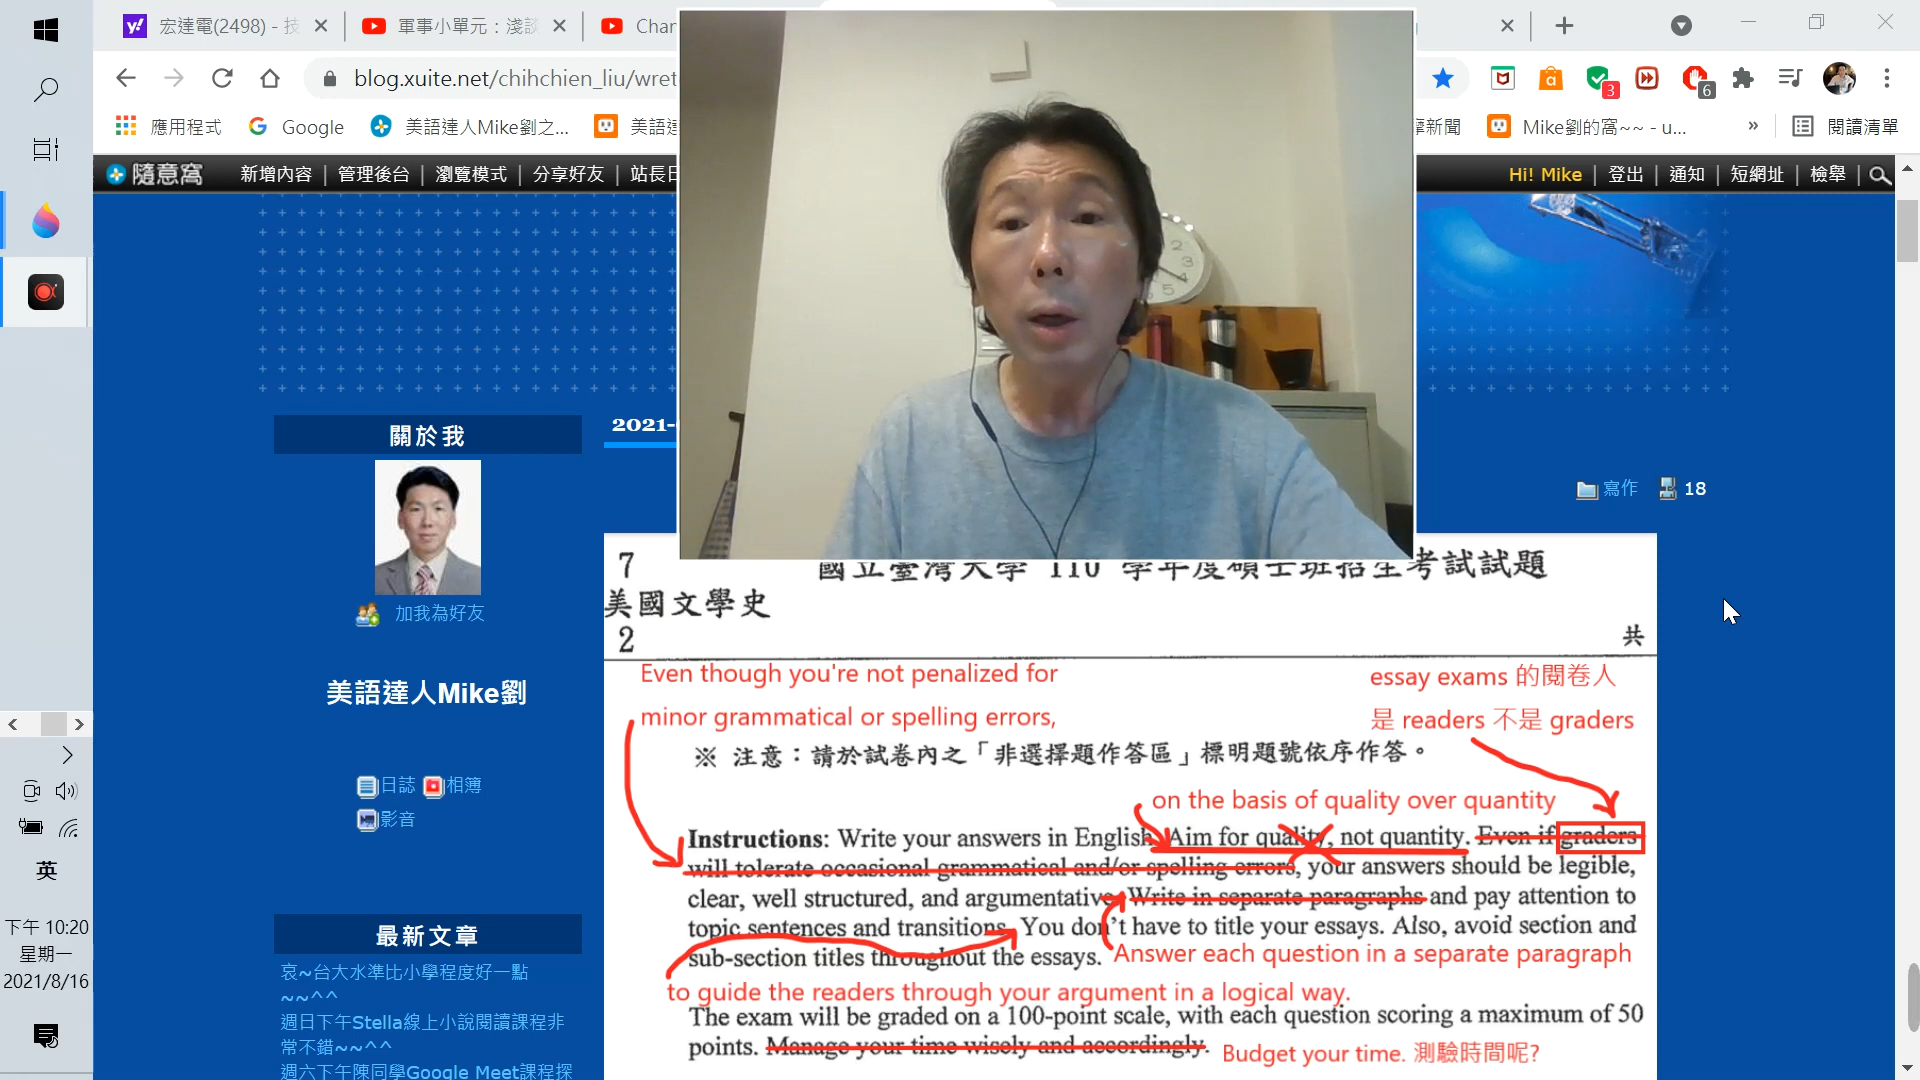 宏達電(2498) - 技
軍事小單元：淺談
Char
blog.xuite.net/chihchien_liu/wret
3
6
應用程式
Google
美語達人Mike劉之...
美語達
新聞
Mike劉的窩~~ - u...
»
閱讀清單
隨意窩
新增內容 | 管理後台 | 瀏覽模式 | 分享好友 | 站長日
Hi! Mike | 登出 | 通知 | 短網址 | 檢舉
關於我
2021-
寫作
18
加我為好友
美語達人Mike劉
日誌 相簿
影音
最新文章
哀~台大水準比小學程度好一點
~~^^
週日下午Stella線上小說閱讀課程非
常不錯~~^^
週六下午陳同學Google Meet課程探
7
國立臺灣大學 110 學年度碩士班招生考試試題
美國文學史
2
共
Even though you're not penalized for
minor grammatical or spelling errors,
essay exams 的閱卷人
是 readers 不是 graders
※ 注意：請於試卷內之「非選擇題作答區」標明題號依序作答。
on the basis of quality over quantity
Instructions: Write your answers in English. Aim for quality, not quantity. Even if graders
will tolerate occasional grammatical and/or spelling errors, your answers should be legible,
clear, well structured, and argumentative. Write in separate paragraphs and pay attention to
topic sentences and transitions. You don't have to title your essays. Also, avoid section and
sub-section titles throughout the essays.
Answer each question in a separate paragraph
to guide the readers through your argument in a logical way.
The exam will be graded on a 100-point scale, with each question scoring a maximum of 50
points. Manage your time wisely and accordingly.
Budget your time. 測驗時間呢?
英
下午 10:20
星期一
2021/8/16